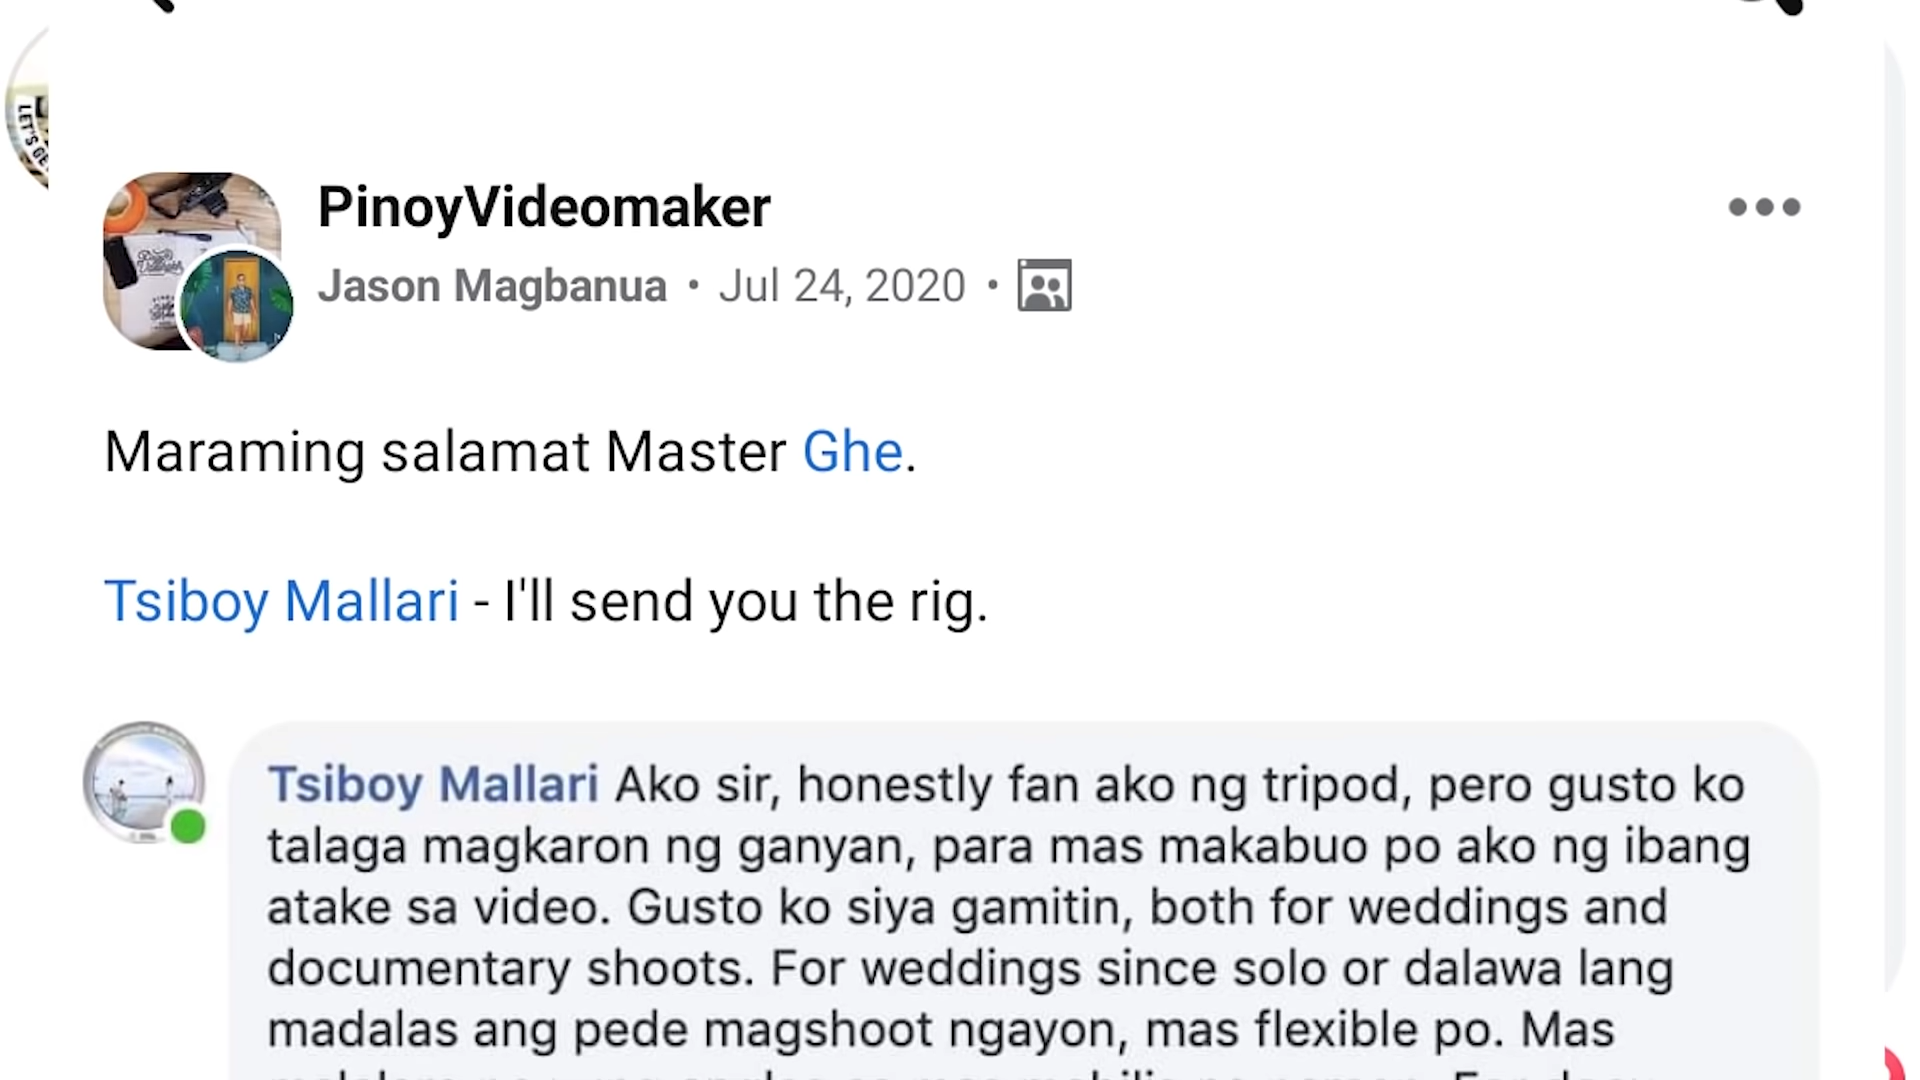 LET'S GE
PinoyVideomaker
Jason Magbanua • Jul 24, 2020 •
Maraming salamat Master Ghe.
Tsiboy Mallari - I'll send you the rig.
Tsiboy Mallari Ako sir, honestly fan ako ng tripod, pero gusto ko
talaga magkaron ng ganyan, para mas makabuo po ako ng ibang
atake sa video. Gusto ko siya gamitin, both for weddings and
documentary shoots. For weddings since solo or dalawa lang
madalas ang pede magshoot ngayon, mas flexible po. Mas